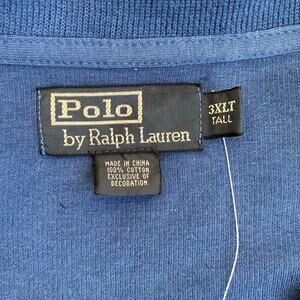 Polo
by Ralph Lauren
3XLT
TALL
MADE IN CHINA
100% COTTON
EXCLUSIVE OF
DECORATION